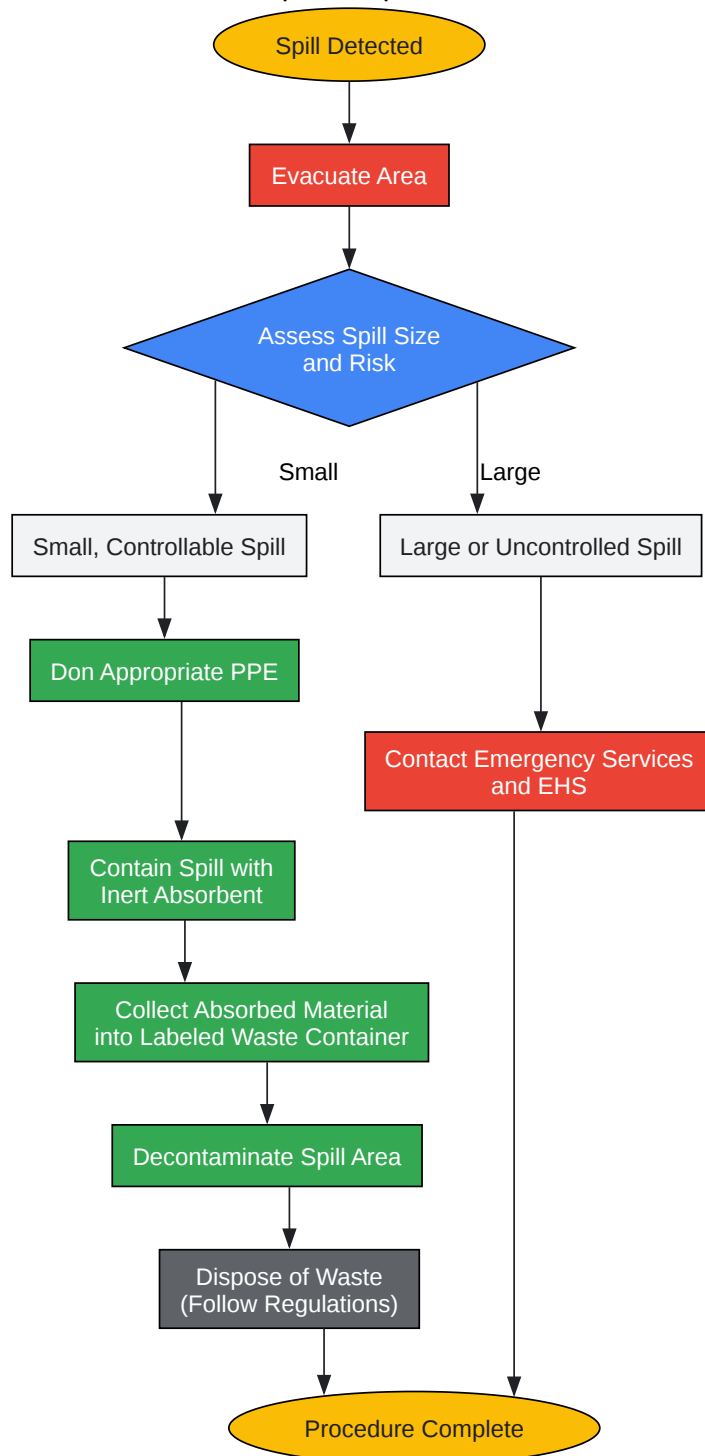 Spill Detected
Evacuate Area
Assess Spill Size
and Risk
Small
Large
Small, Controllable Spill
Large or Uncontrolled Spill
Don Appropriate PPE
Contact Emergency Services
and EHS
Contain Spill with
Inert Absorbent
Collect Absorbed Material
into Labeled Waste Container
Decontaminate Spill Area
Dispose of Waste
(Follow Regulations)
Procedure Complete